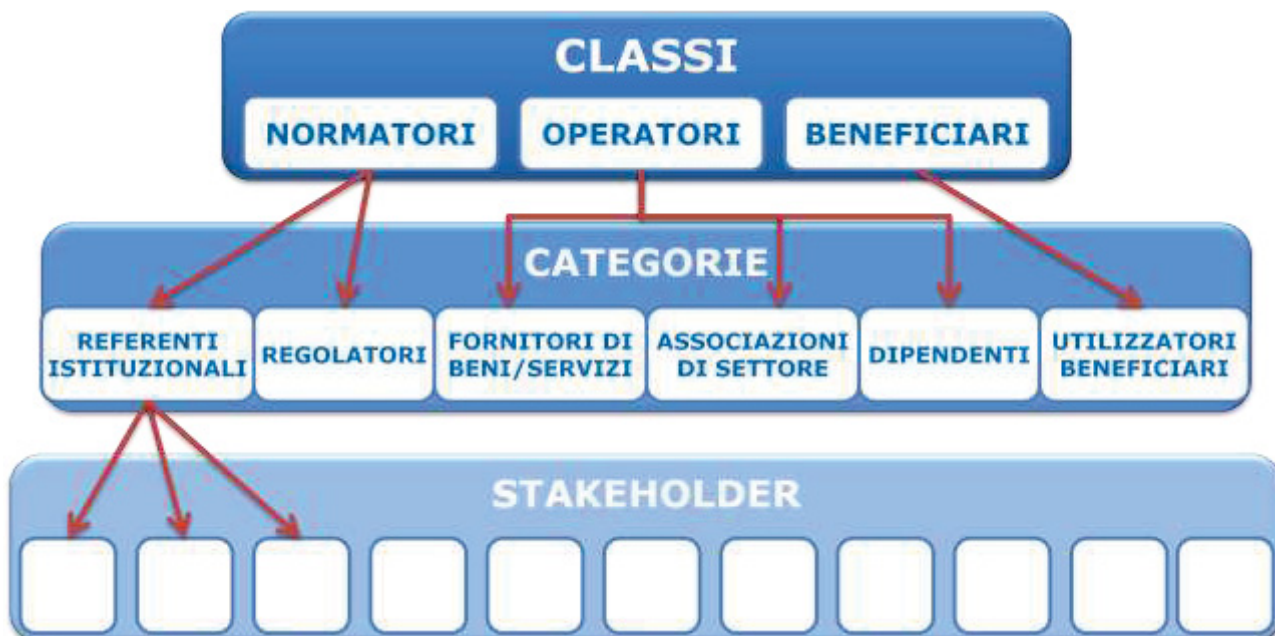 CLASSI
NORMATORI
OPERATORI
BENEFICIARI
CATEGORIE
REFERENTI
ISTITUZIONALI
REGOLATORI
FORNITORI DI
BENI/SERVIZI
ASSOCIAZIONI
DI SETTORE
DIPENDENTI
UTILIZZATORI
BENEFICIARI
STAKEHOLDER